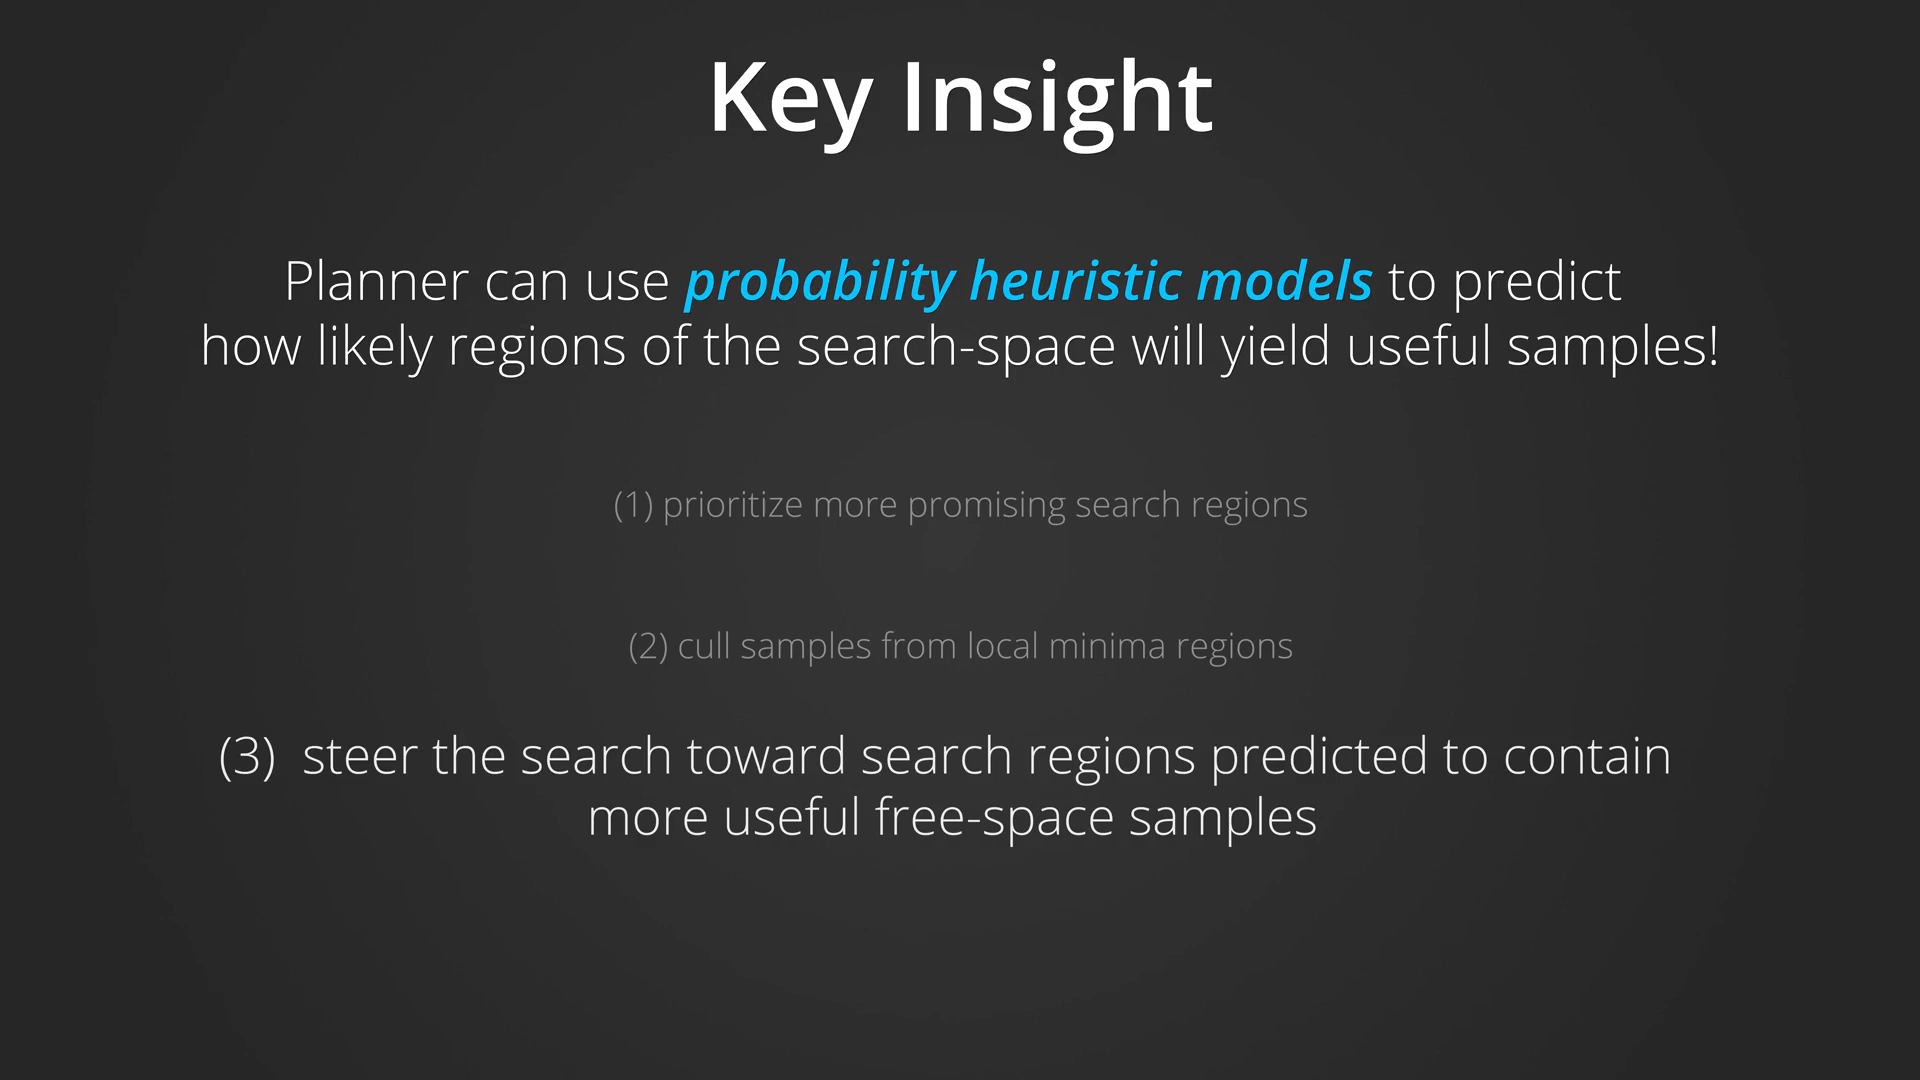 Key Insight
Planner can use probability heuristic models to predict
how likely regions of the search-space will yield useful samples!
(1) prioritize more promising search regions
(2) cull samples from local minima regions
(3) steer the search toward search regions predicted to contain
more useful free-space samples